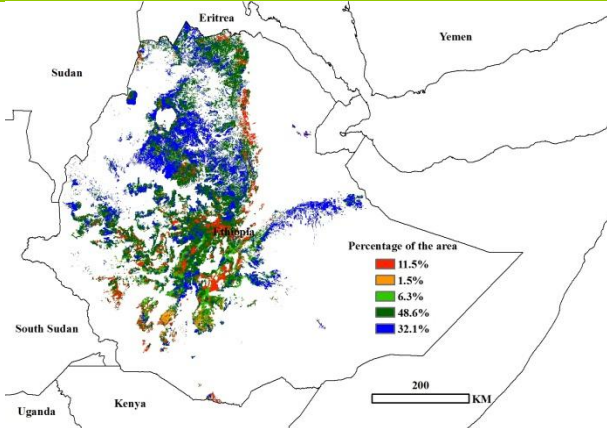 Eritrea
Yemen
Sudan
Ethiopia
Percentage of the area
11.5%
1.5%
6.3%
48.6%
32.1%
South Sudan
200
KM
Uganda
Kenya